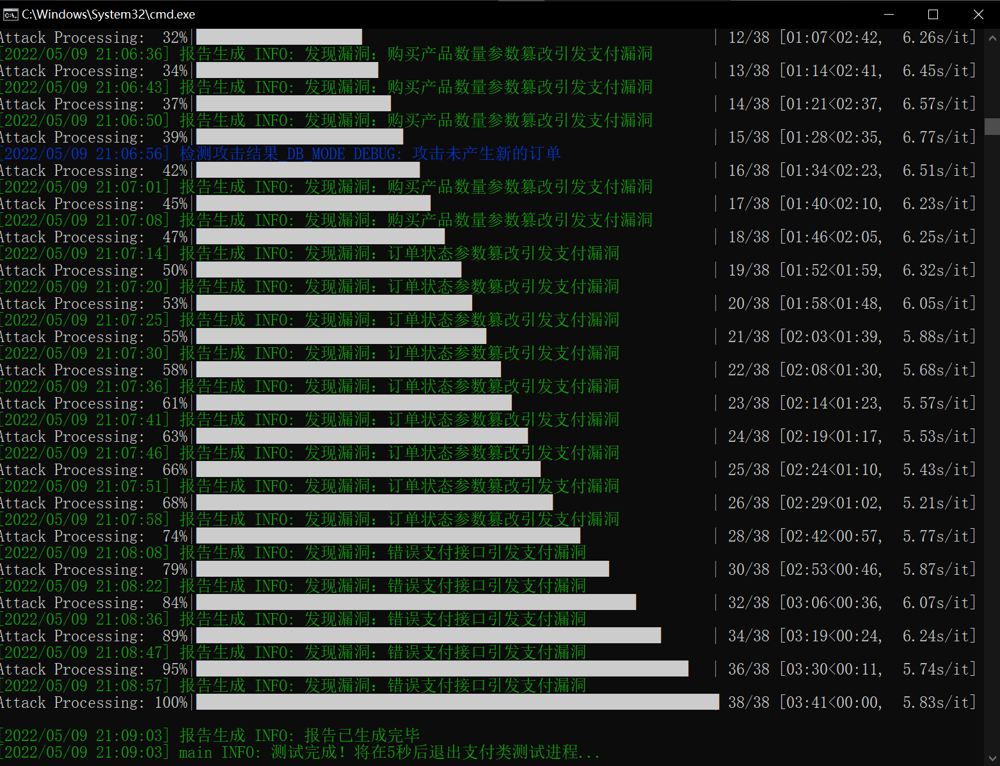 C:\Windows\System32\cmd.exe
Attack Processing:  32%| | 12/38 [01:07<02:42,  6.26s/it]
[2022/05/09 21:06:36] 报告生成 INFO: 发现漏洞: 购买产品数量参数篡改引发支付漏洞
Attack Processing:  34%| | 13/38 [01:14<02:41,  6.45s/it]
[2022/05/09 21:06:43] 报告生成 INFO: 发现漏洞: 购买产品数量参数篡改引发支付漏洞
Attack Processing:  37%| | 14/38 [01:21<02:37,  6.57s/it]
[2022/05/09 21:06:50] 报告生成 INFO: 发现漏洞: 购买产品数量参数篡改引发支付漏洞
Attack Processing:  39%| | 15/38 [01:28<02:35,  6.77s/it]
[2022/05/09 21:06:56] 检测攻击结果_DB_MODE DEBUG: 攻击未产生新的订单
Attack Processing:  42%| | 16/38 [01:34<02:23,  6.51s/it]
[2022/05/09 21:07:01] 报告生成 INFO: 发现漏洞: 购买产品数量参数篡改引发支付漏洞
Attack Processing:  45%| | 17/38 [01:40<02:10,  6.23s/it]
[2022/05/09 21:07:08] 报告生成 INFO: 发现漏洞: 购买产品数量参数篡改引发支付漏洞
Attack Processing:  47%| | 18/38 [01:46<02:05,  6.25s/it]
[2022/05/09 21:07:14] 报告生成 INFO: 发现漏洞: 订单状态参数篡改引发支付漏洞
Attack Processing:  50%| | 19/38 [01:52<01:59,  6.32s/it]
[2022/05/09 21:07:20] 报告生成 INFO: 发现漏洞: 订单状态参数篡改引发支付漏洞
Attack Processing:  53%| | 20/38 [01:58<01:48,  6.05s/it]
[2022/05/09 21:07:25] 报告生成 INFO: 发现漏洞: 订单状态参数篡改引发支付漏洞
Attack Processing:  55%| | 21/38 [02:03<01:39,  5.88s/it]
[2022/05/09 21:07:30] 报告生成 INFO: 发现漏洞: 订单状态参数篡改引发支付漏洞
Attack Processing:  58%| | 22/38 [02:08<01:30,  5.68s/it]
[2022/05/09 21:07:36] 报告生成 INFO: 发现漏洞: 订单状态参数篡改引发支付漏洞
Attack Processing:  61%| | 23/38 [02:14<01:23,  5.57s/it]
[2022/05/09 21:07:41] 报告生成 INFO: 发现漏洞: 订单状态参数篡改引发支付漏洞
Attack Processing:  63%| | 24/38 [02:19<01:17,  5.53s/it]
[2022/05/09 21:07:46] 报告生成 INFO: 发现漏洞: 订单状态参数篡改引发支付漏洞
Attack Processing:  66%| | 25/38 [02:24<01:10,  5.43s/it]
[2022/05/09 21:07:51] 报告生成 INFO: 发现漏洞: 订单状态参数篡改引发支付漏洞
Attack Processing:  68%| | 26/38 [02:29<01:02,  5.21s/it]
[2022/05/09 21:07:58] 报告生成 INFO: 发现漏洞: 订单状态参数篡改引发支付漏洞
Attack Processing:  74%| | 28/38 [02:42<00:57,  5.77s/it]
[2022/05/09 21:08:08] 报告生成 INFO: 发现漏洞: 错误支付接口引发支付漏洞
Attack Processing:  79%| | 30/38 [02:53<00:46,  5.87s/it]
[2022/05/09 21:08:22] 报告生成 INFO: 发现漏洞: 错误支付接口引发支付漏洞
Attack Processing:  84%| | 32/38 [03:06<00:36,  6.07s/it]
[2022/05/09 21:08:36] 报告生成 INFO: 发现漏洞: 错误支付接口引发支付漏洞
Attack Processing:  89%| | 34/38 [03:19<00:24,  6.24s/it]
[2022/05/09 21:08:47] 报告生成 INFO: 发现漏洞: 错误支付接口引发支付漏洞
Attack Processing:  95%| | 36/38 [03:30<00:11,  5.74s/it]
[2022/05/09 21:08:57] 报告生成 INFO: 发现漏洞: 错误支付接口引发支付漏洞
Attack Processing: 100%| | 38/38 [03:41<00:00,  5.83s/it]
[2022/05/09 21:09:03] 报告生成 INFO: 报告已生成完毕
[2022/05/09 21:09:03] main INFO: 测试完成! 将在5秒后退出支付类测试进程...